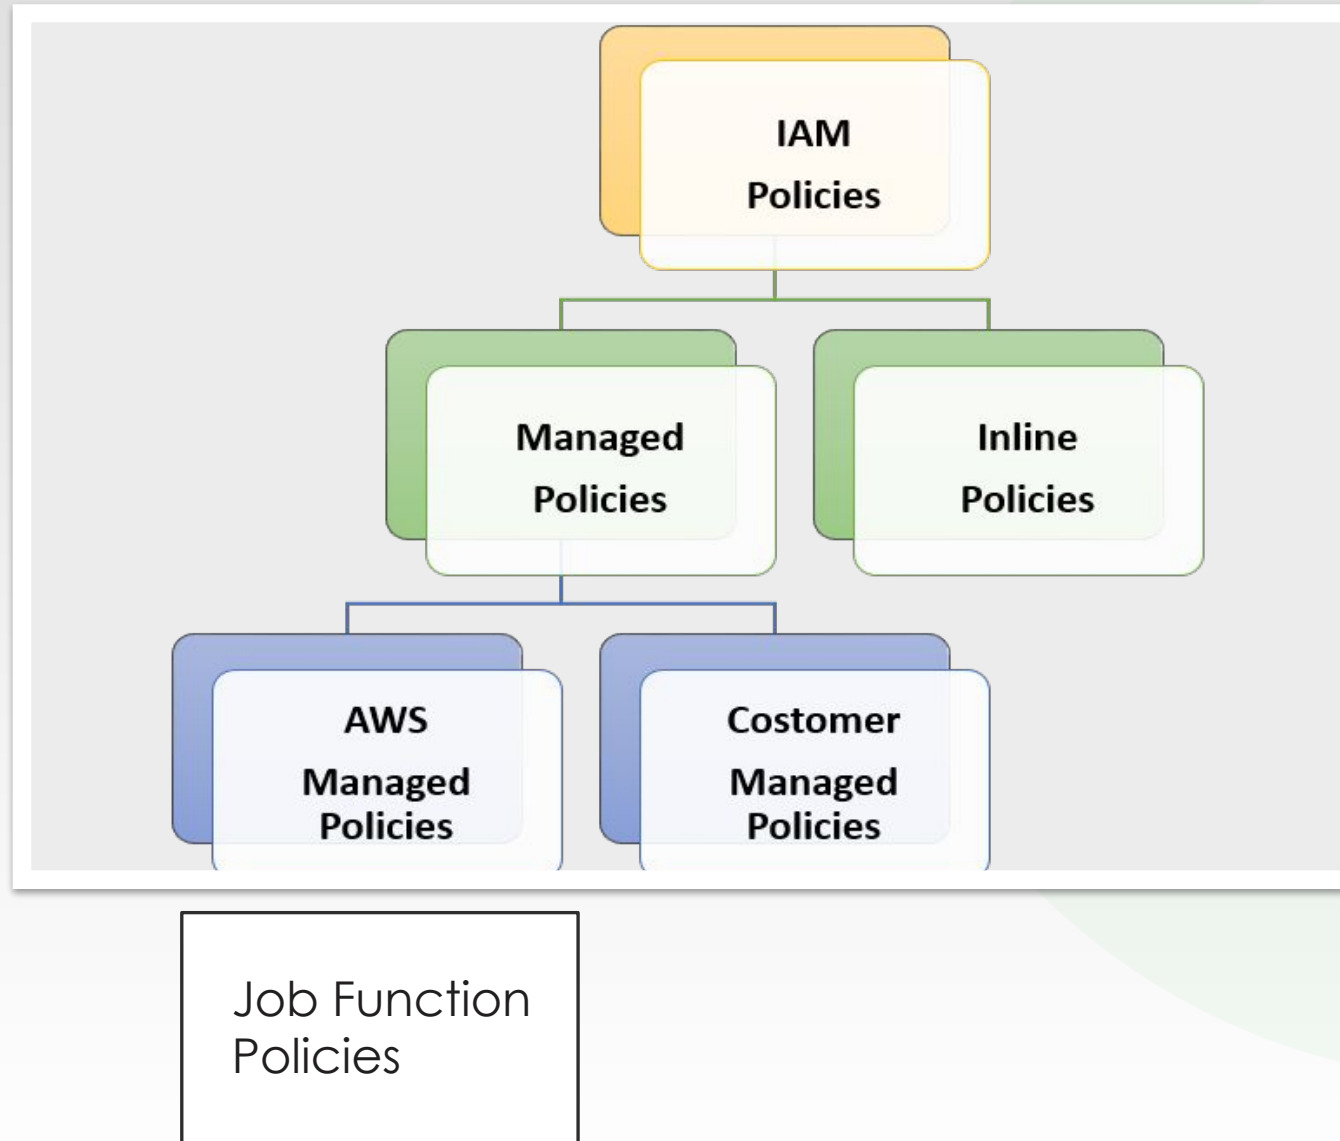 IAM
Policies
Managed
Policies
Inline
Policies
AWS
Managed
Policies
Costomer
Managed
Policies
Job Function
Policies